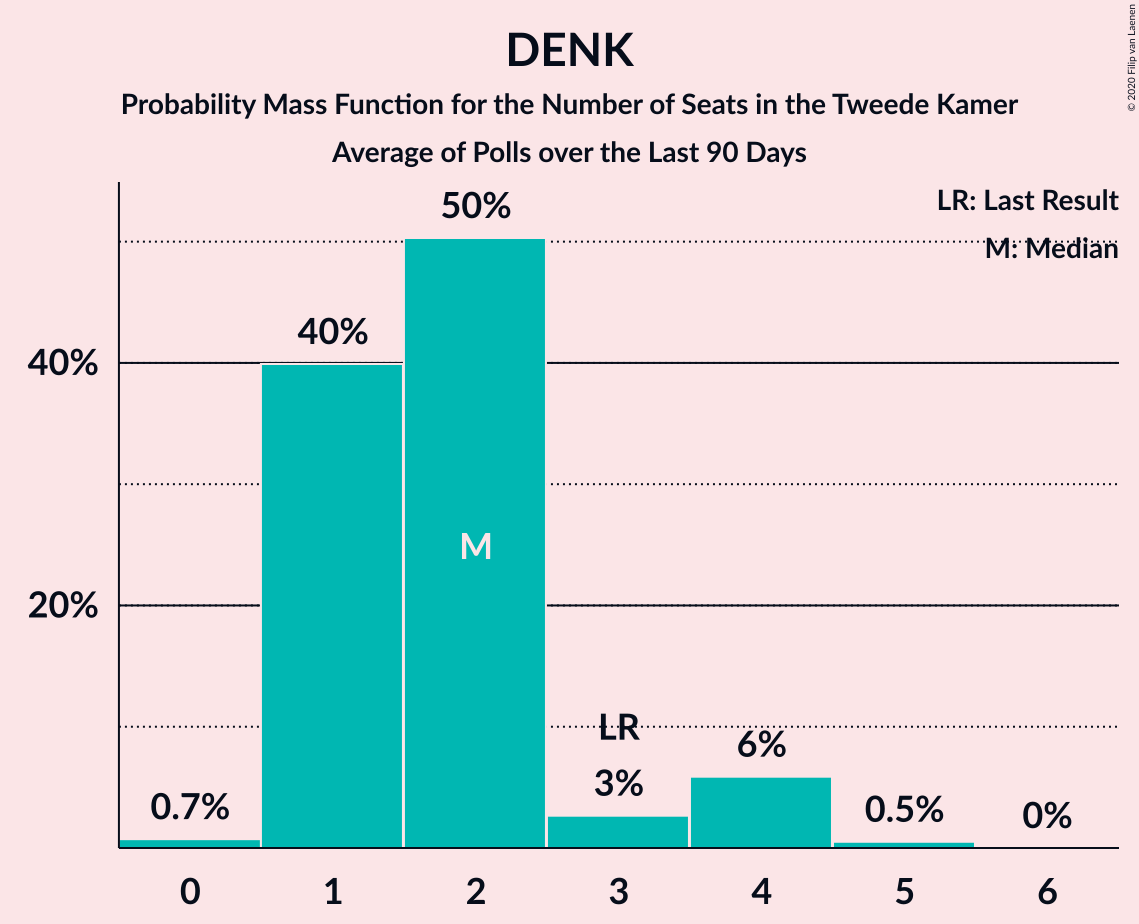 DENK
Probability Mass Function for the Number of Seats in the Tweede Kamer
Average of Polls over the Last 90 Days
© 2020 Filip van Laenen
LR: Last Result
M: Median
50%
40%
40%
M
20%
LR
6%
3%
0.7%
0.5%
0%
0 1 2 3 4 5 6